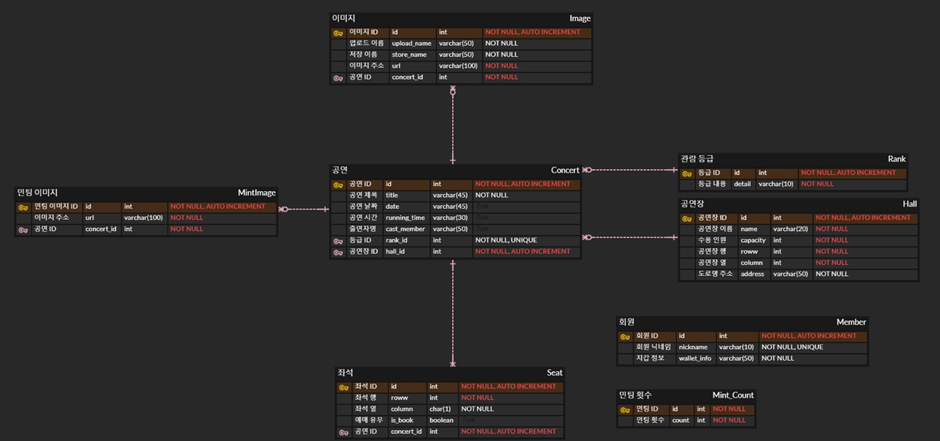 이미지 Image
이미지 ID id int NOT NULL, AUTO INCREMENT
업로드 이름 upload_name varchar(50) NOT NULL
저장 이름 store_name varchar(50) NOT NULL
이미지 주소 url varchar(100) NOT NULL
공연 ID concert_id int NOT NULL
민팅 이미지 MintImage
민팅 이미지 ID id int NOT NULL, AUTO INCREMENT
이미지 주소 url varchar(100) NOT NULL
공연 ID concert_id int NOT NULL
공연 Concert
공연 ID id int NOT NULL, AUTO INCREMENT
공연 제목 title varchar(45) NOT NULL
공연 날짜 date varchar(45)
공연 시간 running_time varchar(30)
출연자명 cast_member varchar(50)
등급 ID rank_id int NOT NULL, UNIQUE
공연장 ID hall_id int NOT NULL, AUTO INCREMENT
관람 등급 Rank
등급 ID id int NOT NULL, AUTO INCREMENT
등급 내용 detail varchar(10) NOT NULL
공연장 Hall
공연장 ID id int NOT NULL, AUTO INCREMENT
공연장 이름 name varchar(20) NOT NULL
수용 인원 capacity int NOT NULL
공연장 행 roww int NOT NULL
공연장 열 column int NOT NULL
도로명 주소 address varchar(50) NOT NULL
회원 Member
회원 ID id int NOT NULL, AUTO INCREMENT
회원 닉네임 nickname varchar(10) NOT NULL, UNIQUE
지갑 정보 wallet_info varchar(50) NOT NULL
좌석 Seat
좌석 ID id int NOT NULL, AUTO INCREMENT
좌석 행 roww int NOT NULL
좌석 열 column char(1) NOT NULL
예매 유무 is_book boolean
공연 ID concert_id int NOT NULL
민팅 횟수 Mint_Count
민팅 ID id int NOT NULL
민팅 횟수 count int NOT NULL